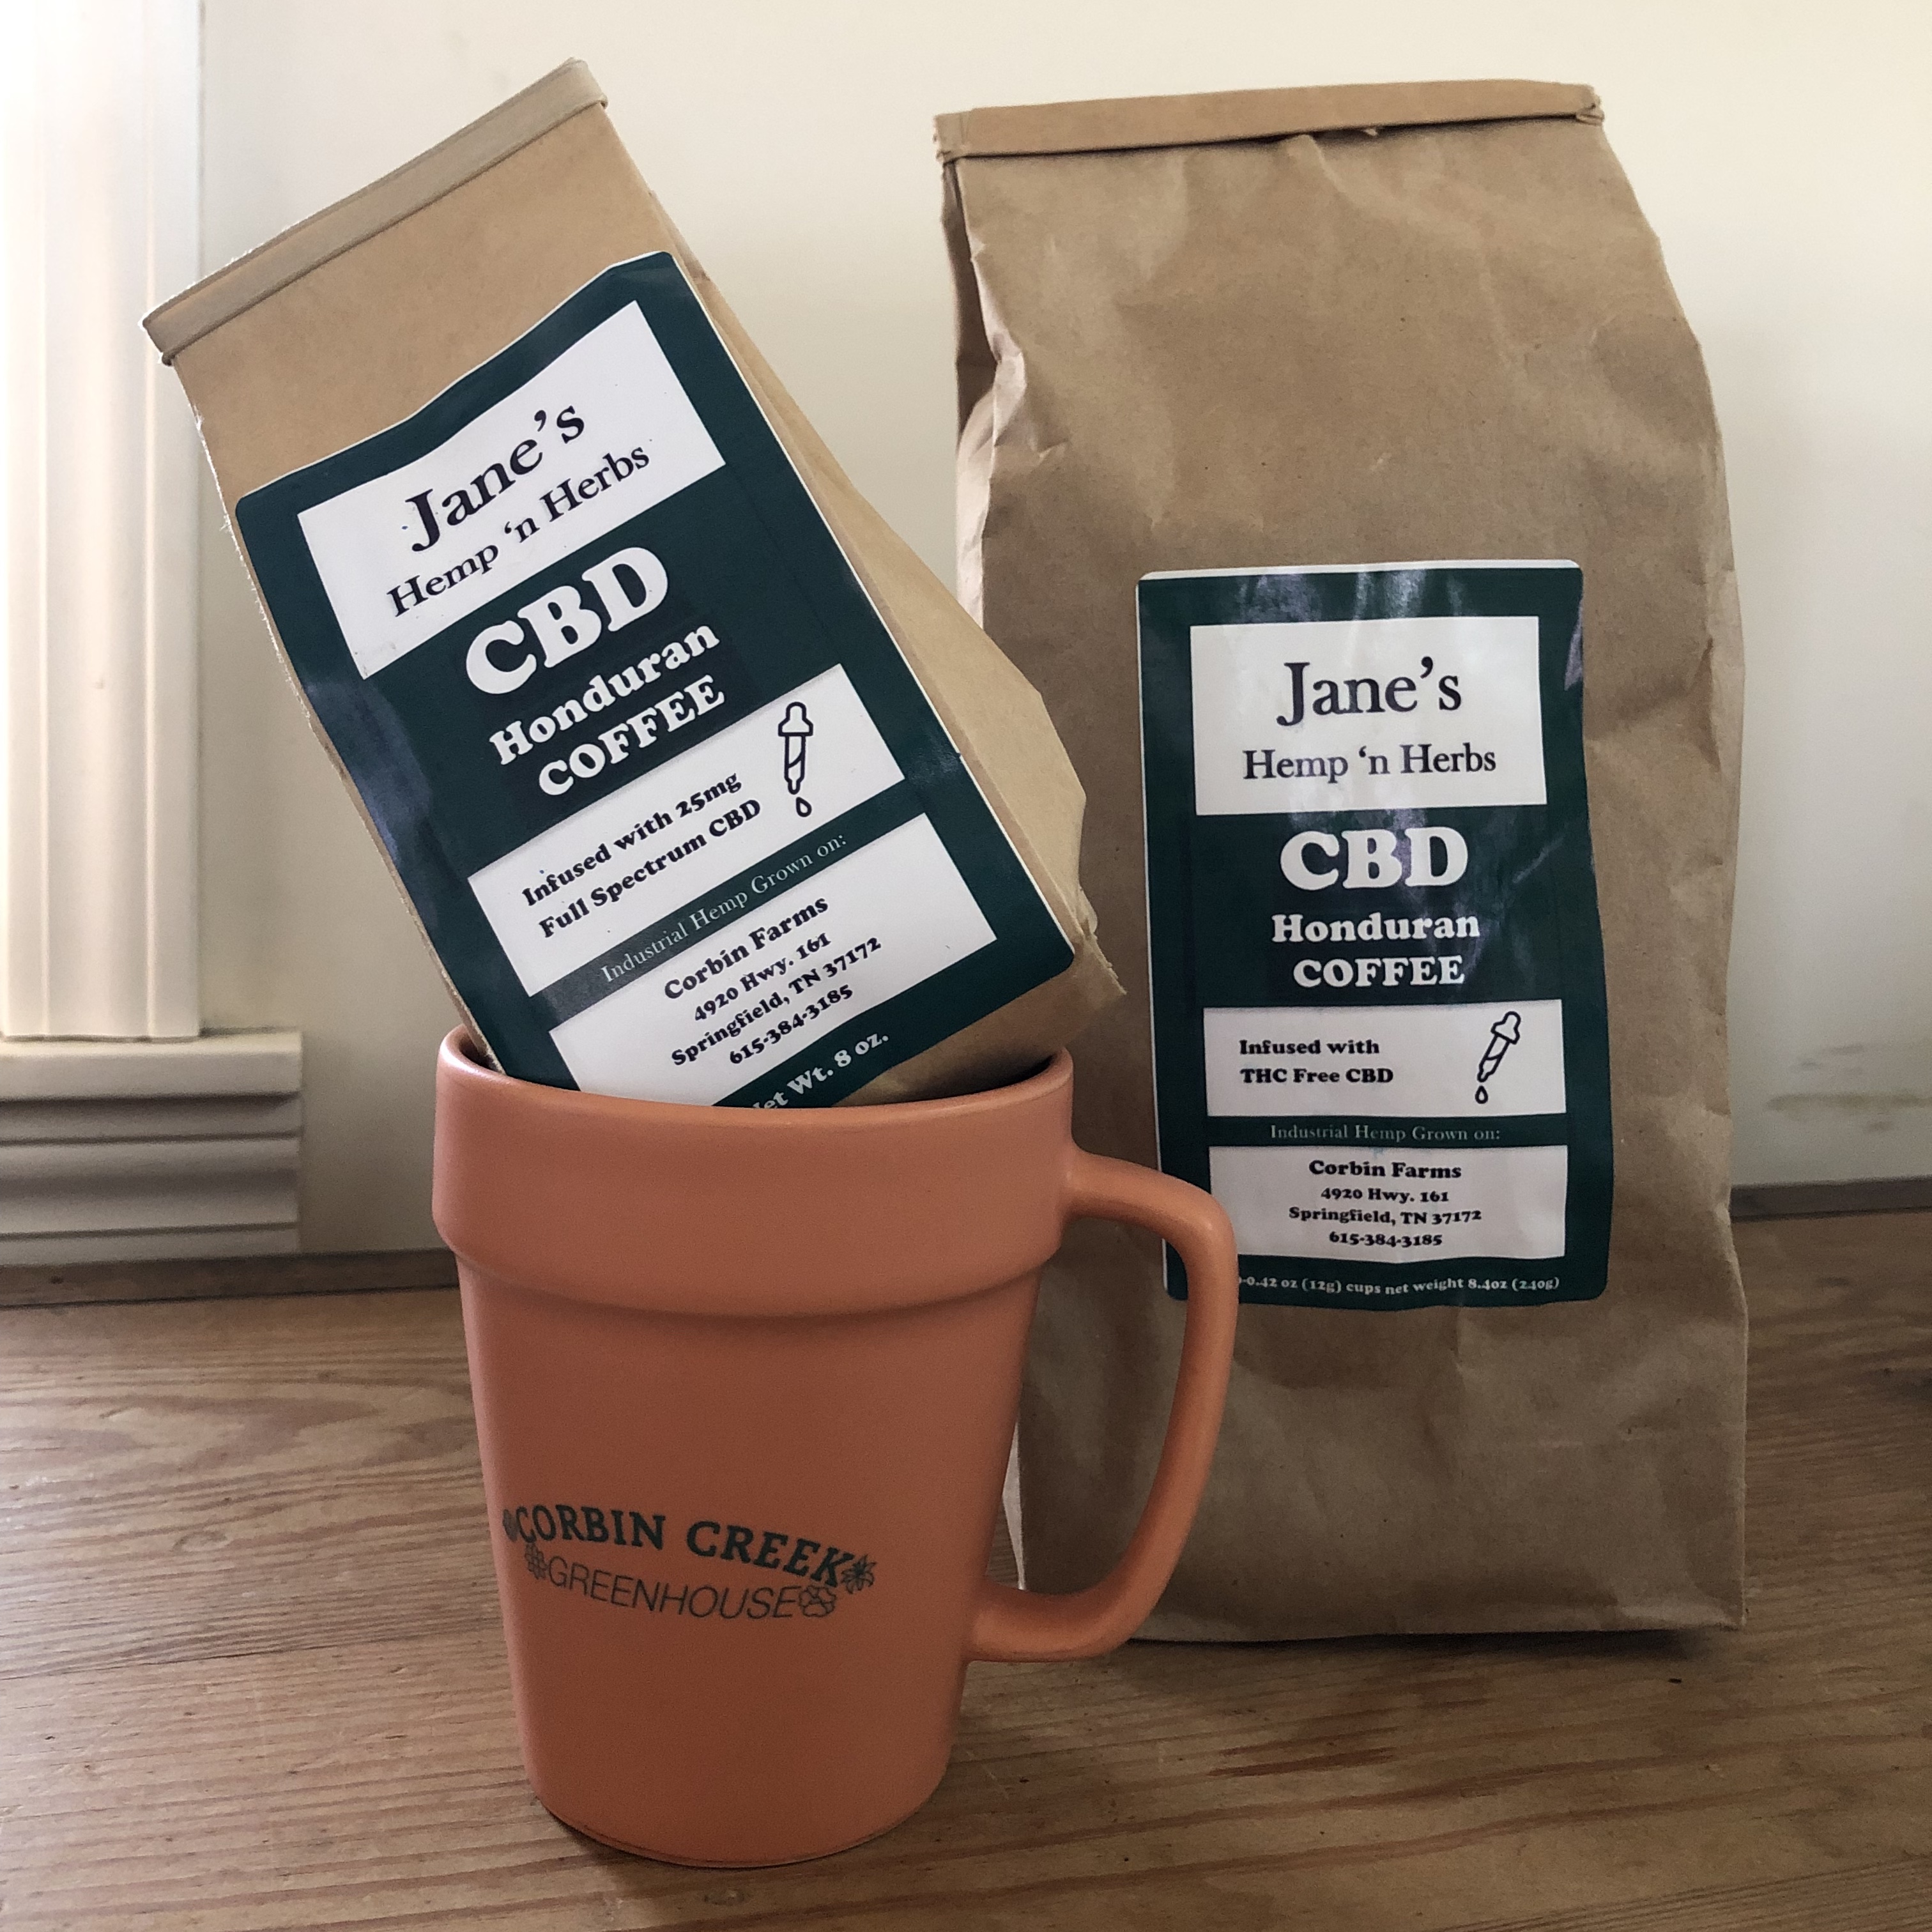 Jane's
Hemp 'n Herbs
CBD
Honduran
COFFEE
Infused with 25mg
Full Spectrum CBD
Industrial Hemp Grown on:
Corbin Farms
4920 Hwy. 161
Springfield, TN 37172
615-384-3185
Wt. 8 oz.
Jane's
Hemp 'n Herbs
CBD
Honduran
COFFEE
Infused with
THC Free CBD
Industrial Hemp Grown on:
Corbin Farms
4920 Hwy. 161
Springfield, TN 37172
615-384-3185
0.42 oz (12g) cups net weight 8.4oz (240g)
CORBIN CREEK
GREENHOUSE